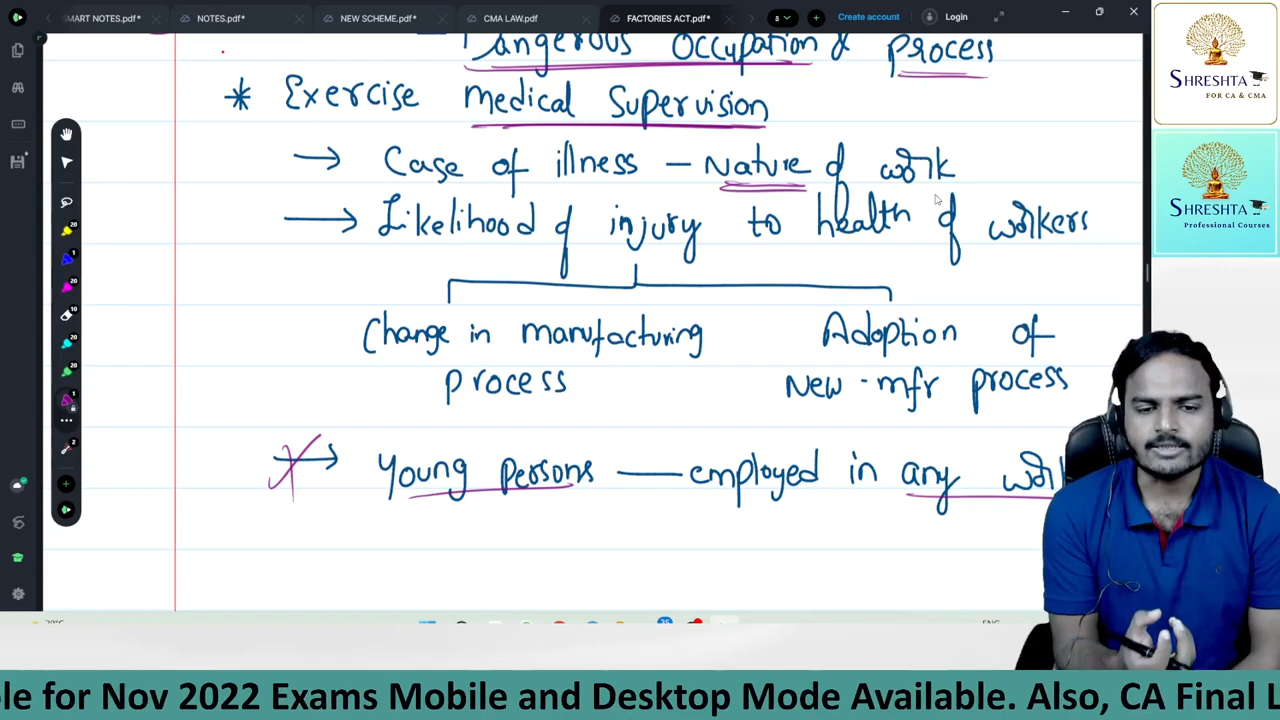 SMART NOTES.pdf* NOTES.pdf* NEW SCHEME.pdf* CMA LAW.pdf FACTORIES ACT.pdf* 8 Create account Login
Dangerous Occupation & Process
* Exercise Medical Supervision
→ Case of illness — Nature of work
→ Likelihood of injury to health of workers
Change in manufacturing process
Adoption of New-mfr process
→ Young persons — employed in any work
SHRESHTA
FOR CA & CMA
SHRESHTA
Professional Courses
ENG
ble for Nov 2022 Exams Mobile and Desktop Mode Available. Also, CA Final L